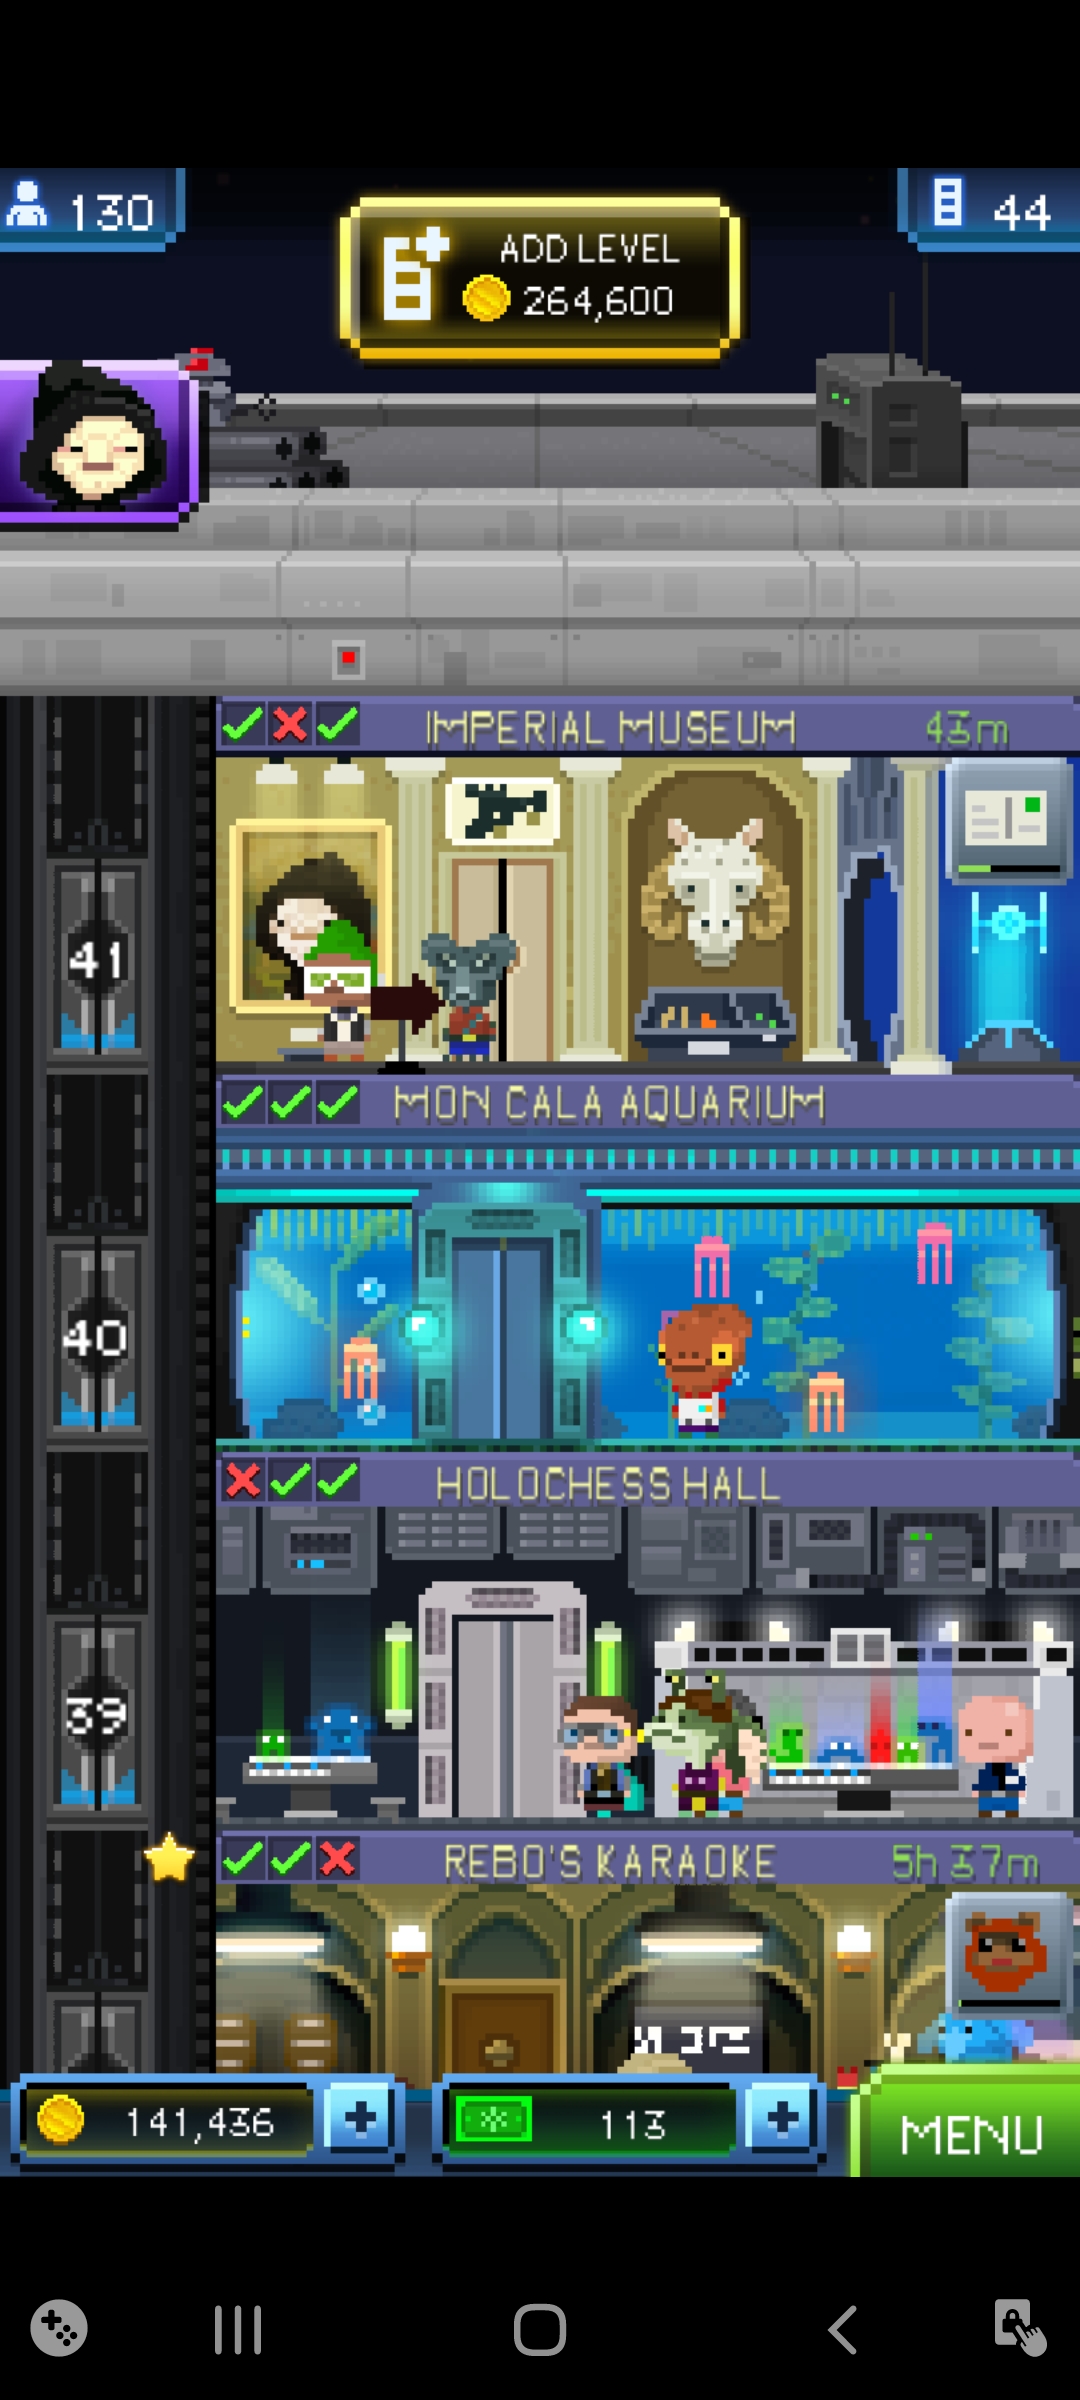 130
ADD LEVEL
264,600
44
IMPERIAL MUSEUM
43m
41
MON CALA AQUARIUM
40
HOLOCHESS HALL
39
REBO'S KARAOKE
5h 37m
141,436
113
MENU